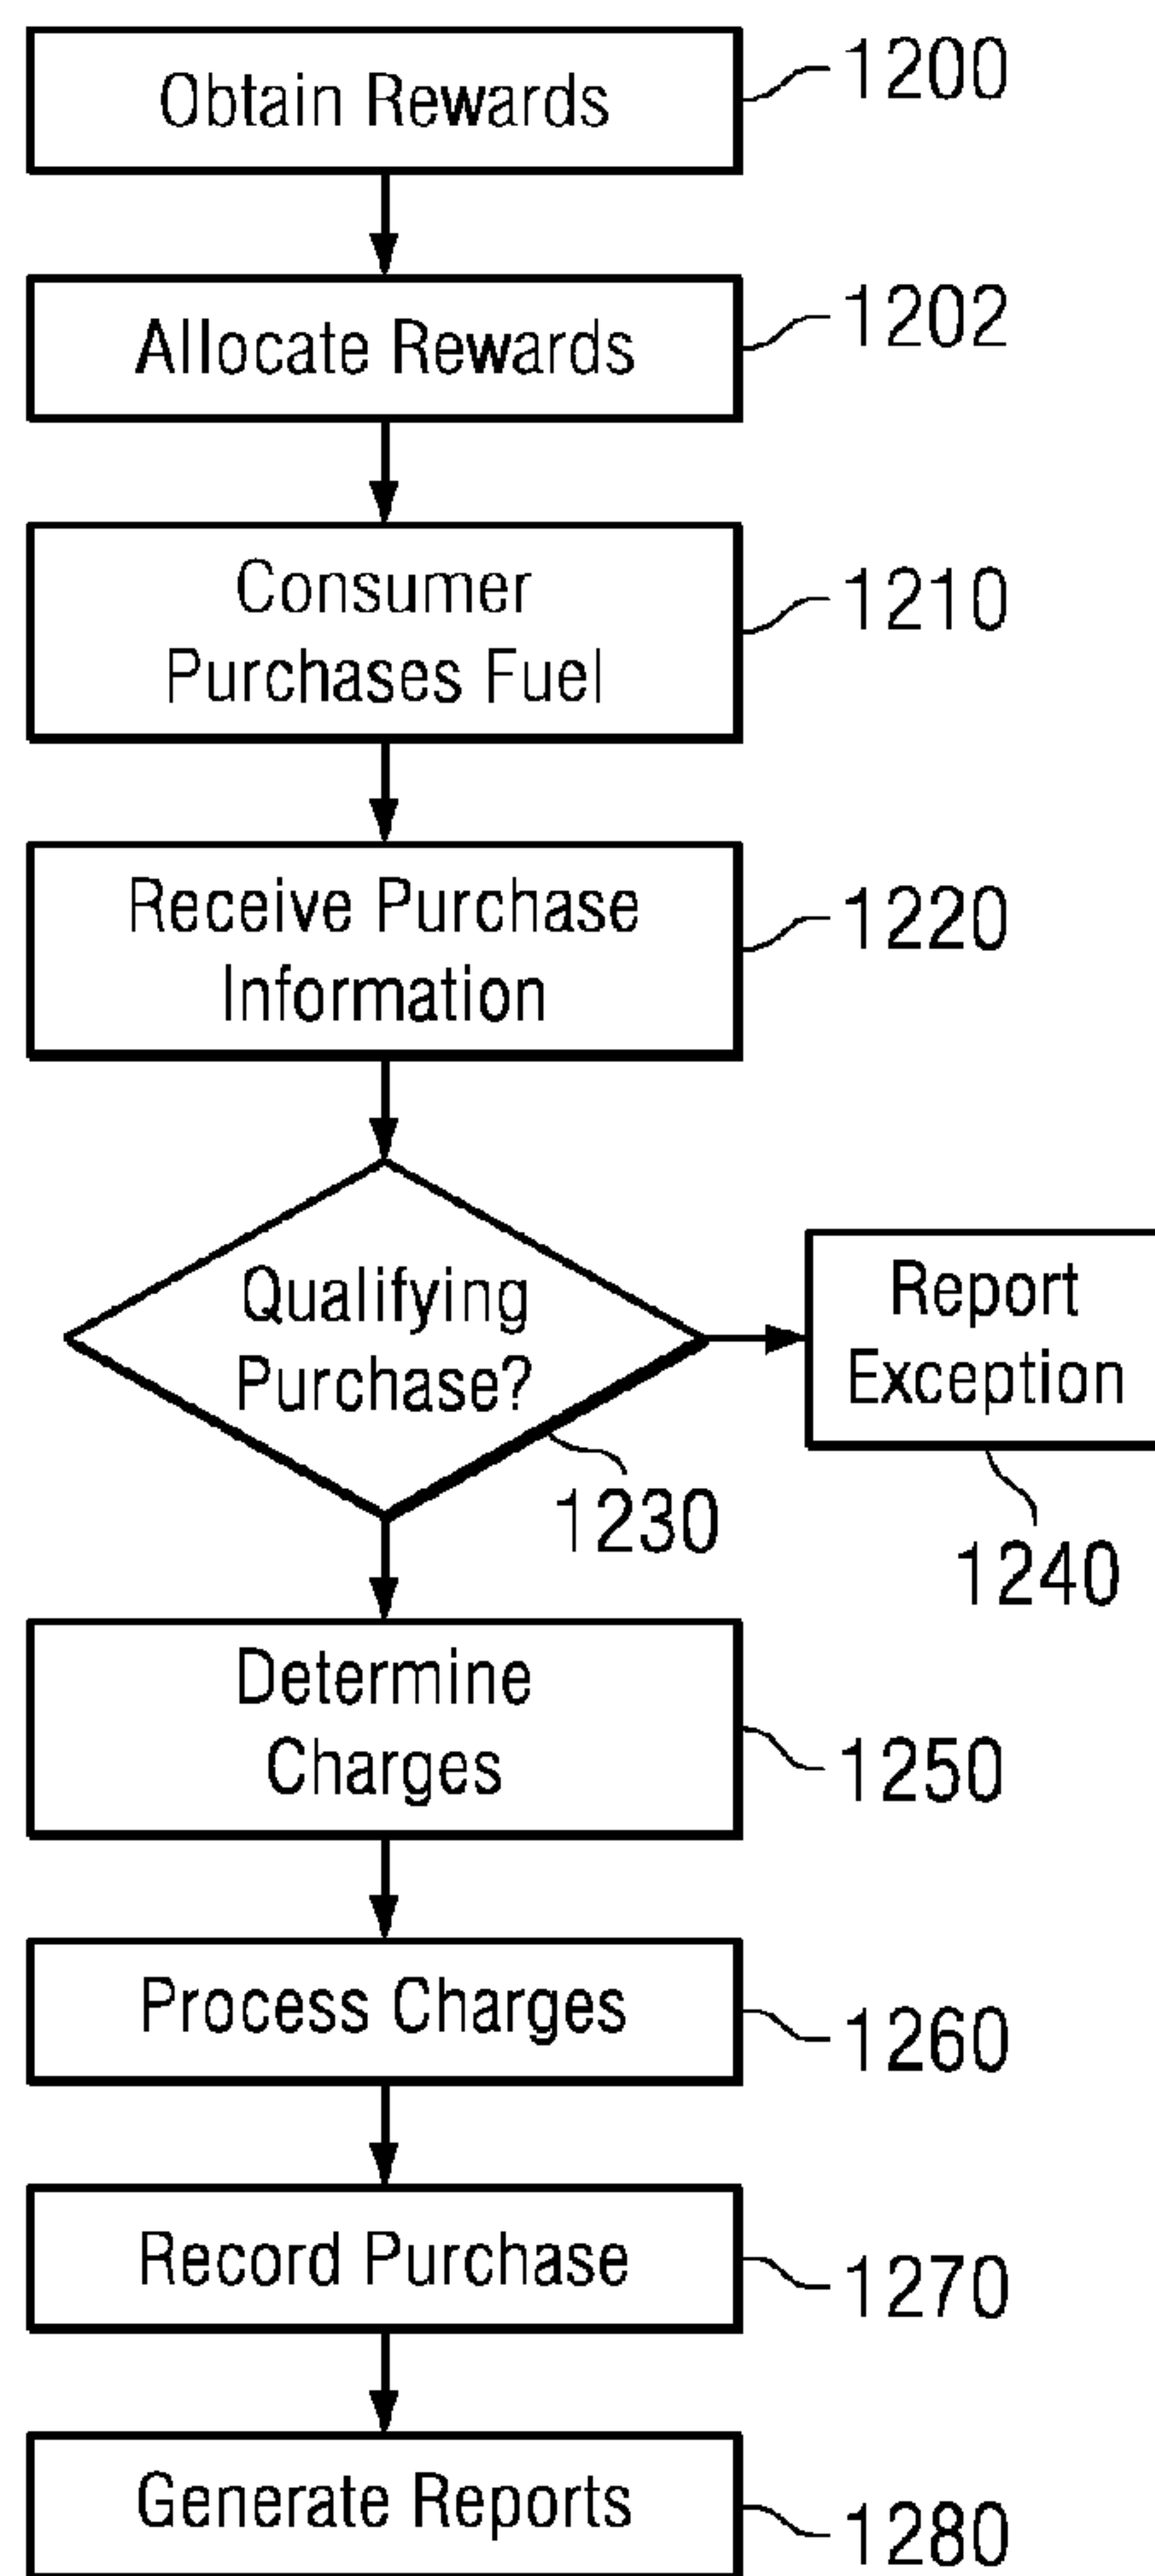 Obtain Rewards
1200
Allocate Rewards
1202
Consumer
Purchases Fuel
1210
Receive Purchase
Information
1220
Qualifying
Purchase?
1230
Report
Exception
1240
Determine
Charges
1250
Process Charges
1260
Record Purchase
1270
Generate Reports
1280